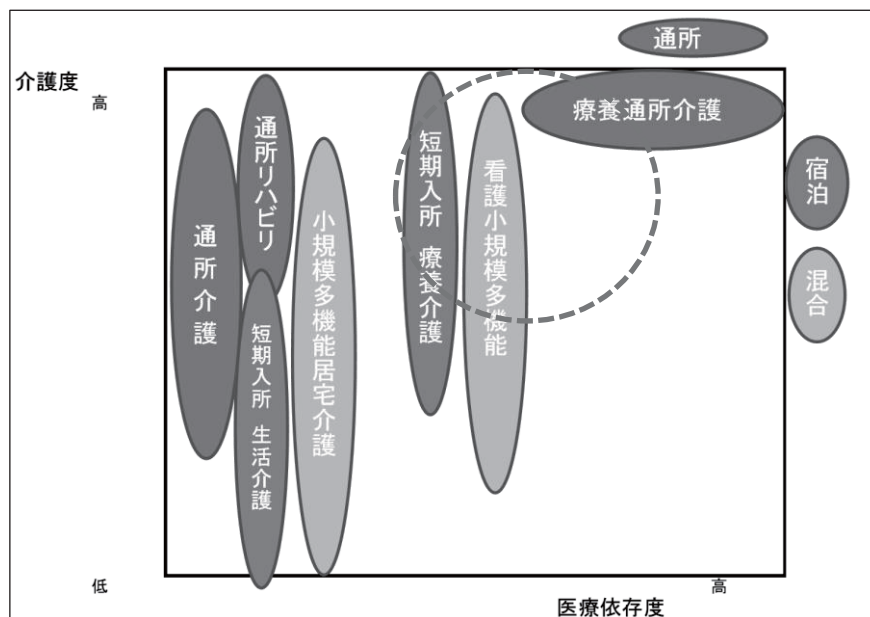 通所
介護度
高
療養通所介護
通所リハビリ
短期入所 療養介護
看護小規模多機能
宿泊
小規模多機能居宅介護
通所介護
混合
短期入所 生活介護
低
高
医療依存度